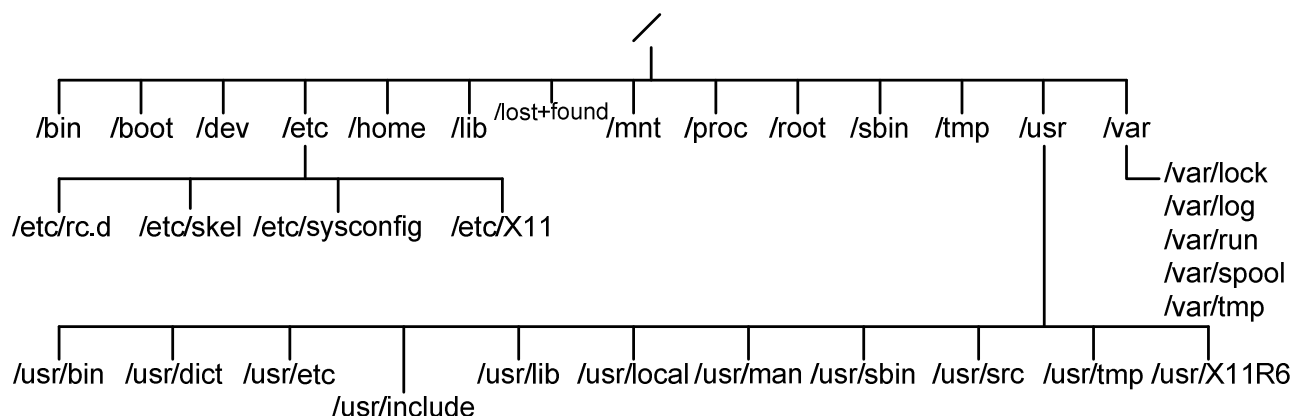 /
/bin /boot /dev /etc /home /lib /lost+found /mnt /proc /root /sbin /tmp /usr /var
/var/lock
/var/log
/var/run
/var/spool
/var/tmp
/etc/rc.d /etc/skel /etc/sysconfig /etc/X11
/usr/bin /usr/dict /usr/etc /usr/include /usr/lib /usr/local /usr/man /usr/sbin /usr/src /usr/tmp /usr/X11R6